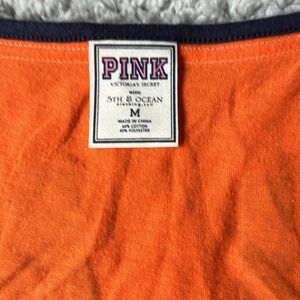 PINK
VICTORIA'S SECRET
WITH
5TH & OCEAN
clothing, LLC
M
MADE IN CHINA
60% COTTON
40% POLYESTER